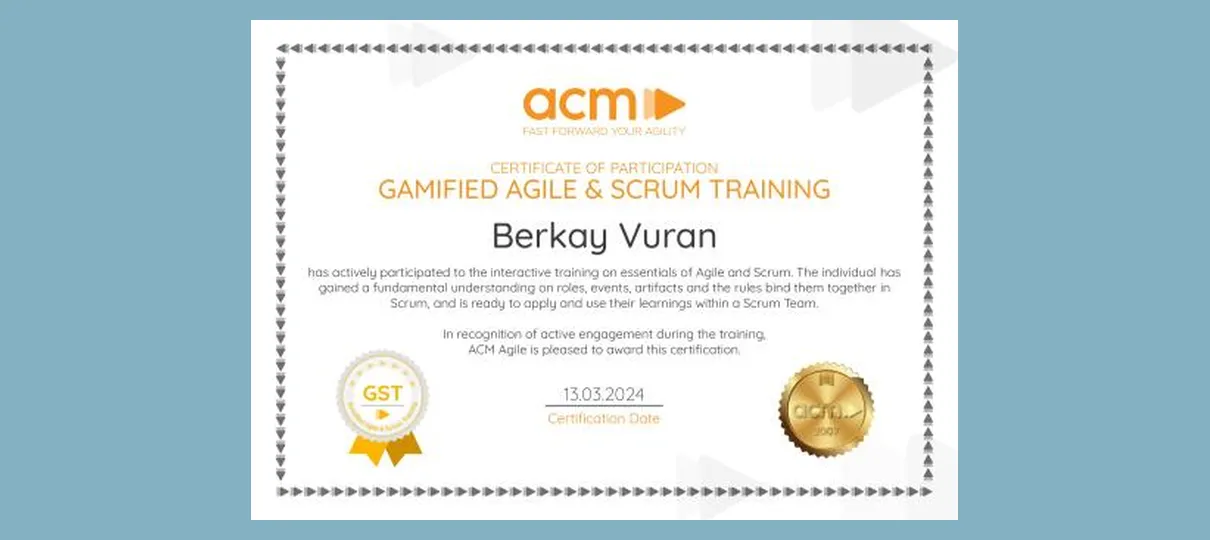 acm
FAST FORWARD YOUR AGILITY
CERTIFICATE OF PARTICIPATION
GAMIFIED AGILE & SCRUM TRAINING
Berkay Vuran
has actively participated to the interactive training on essentials of Agile and Scrum. The individual has
gained a fundamental understanding on roles, events, artifacts and the rules bind them together in
Scrum, and is ready to apply and use their learnings within a Scrum Team.
In recognition of active engagement during the training,
ACM Agile is pleased to award this certification.
GST
13.03.2024
Certification Date
acm
2007